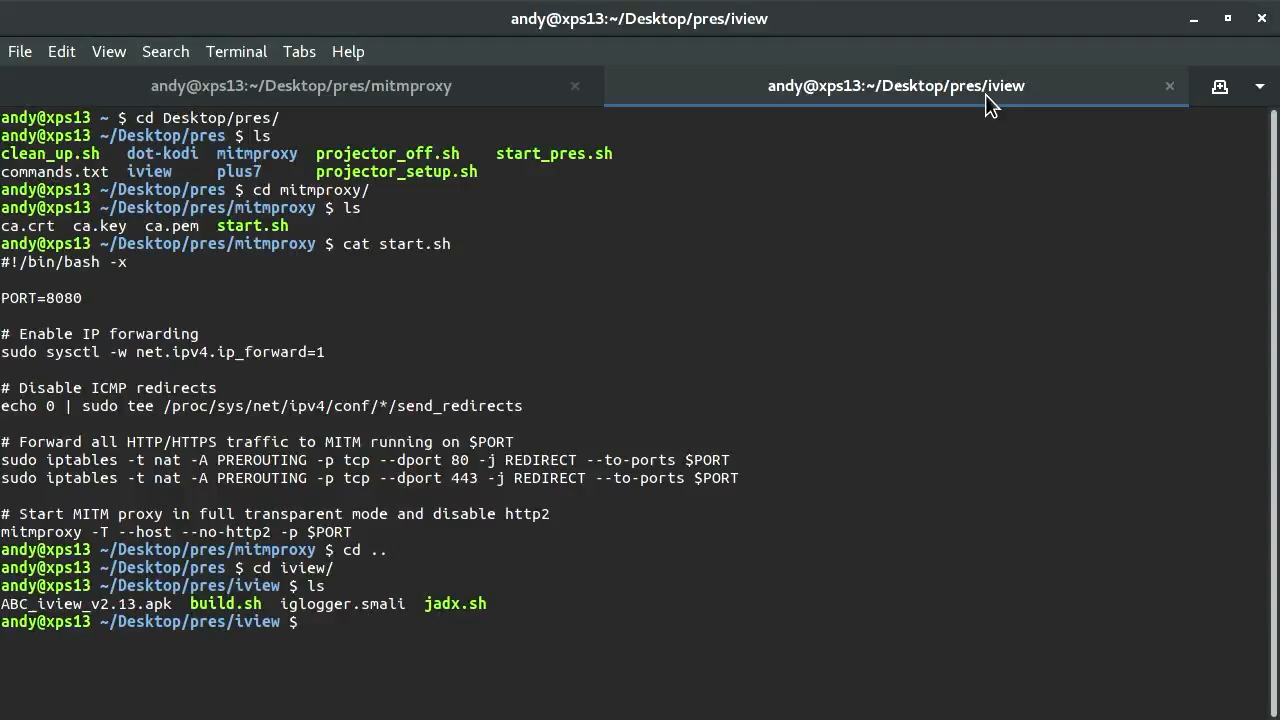 andy@xps13:~/Desktop/pres/iview
File Edit View Search Terminal Tabs Help
andy@xps13:~/Desktop/pres/mitmproxy × andy@xps13:~/Desktop/pres/iview ×
andy@xps13 ~ $ cd Desktop/pres/
andy@xps13 ~/Desktop/pres $ ls
clean_up.sh dot-kodi mitmproxy projector_off.sh start_pres.sh
commands.txt iview plus7 projector_setup.sh
andy@xps13 ~/Desktop/pres $ cd mitmproxy/
andy@xps13 ~/Desktop/pres/mitmproxy $ ls
ca.crt ca.key ca.pem start.sh
andy@xps13 ~/Desktop/pres/mitmproxy $ cat start.sh
#!/bin/bash -x
PORT=8080
# Enable IP forwarding
sudo sysctl -w net.ipv4.ip_forward=1
# Disable ICMP redirects
echo 0 | sudo tee /proc/sys/net/ipv4/conf/*/send_redirects
# Forward all HTTP/HTTPS traffic to MITM running on $PORT
sudo iptables -t nat -A PREROUTING -p tcp --dport 80 -j REDIRECT --to-ports $PORT
sudo iptables -t nat -A PREROUTING -p tcp --dport 443 -j REDIRECT --to-ports $PORT
# Start MITM proxy in full transparent mode and disable http2
mitmproxy -T --host --no-http2 -p $PORT
andy@xps13 ~/Desktop/pres/mitmproxy $ cd ..
andy@xps13 ~/Desktop/pres $ cd iview/
andy@xps13 ~/Desktop/pres/iview $ ls
ABC_iview_v2.13.apk build.sh iglogger.smali jadx.sh
andy@xps13 ~/Desktop/pres/iview $